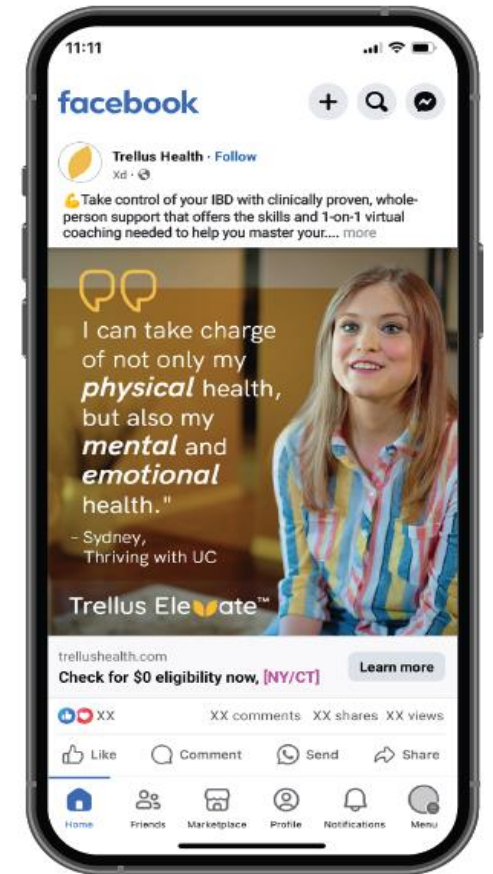 11:11
facebook
Trellus Health · Follow
Xd ·
💪Take control of your IBD with clinically proven, whole-
person support that offers the skills and 1-on-1 virtual
coaching needed to help you master your.... more
I can take charge
of not only my
physical health,
but also my
mental and
emotional
health."
– Sydney,
Thriving with UC
Trellus Elevate™
trellushealth.com
Check for $0 eligibility now, [NY/CT]
Learn more
XX
XX comments XX shares XX views
Like Comment Send Share
Home Friends Marketplace Profile Notifications Menu